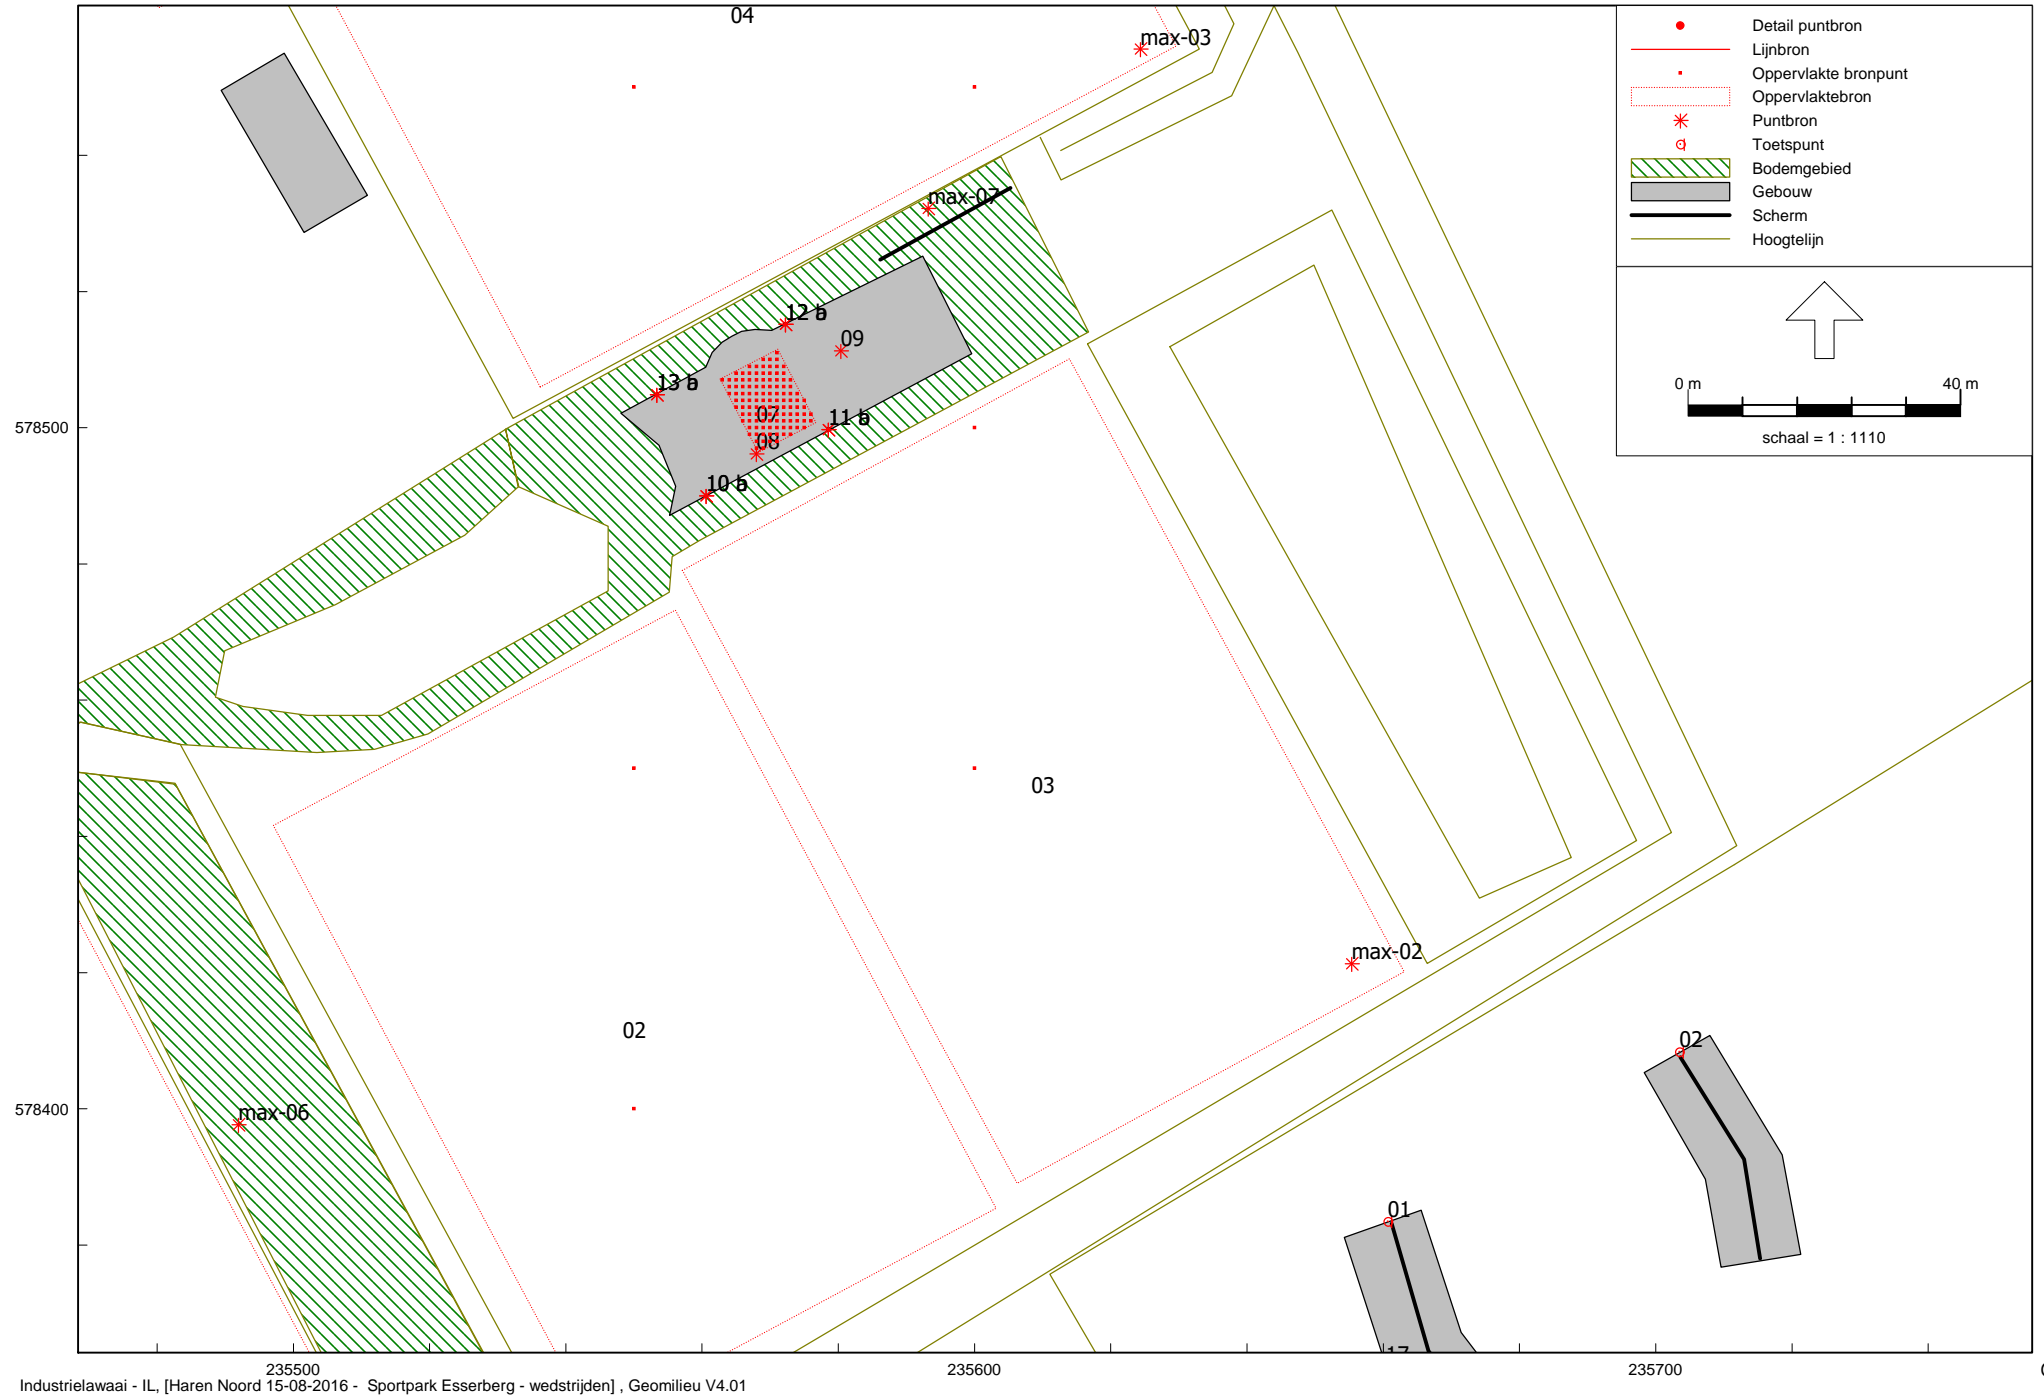 04
max-03
Detail puntbron
Lijnbron
Oppervlakte bronpunt
Oppervlaktebron
Puntbron
Toetspunt
Bodemgebied
Gebouw
Scherm
Hoogtelijn
0 m 40 m
schaal = 1 : 1110
max-07
12 b
09
13 b
07
11 b
08
10 b
578500
03
max-02
02
02
max-06
578400
01
17
235500 235600 235700
Industrielawaai - IL, [Haren Noord 15-08-2016 - Sportpark Esserberg - wedstrijden] , Geomilieu V4.01